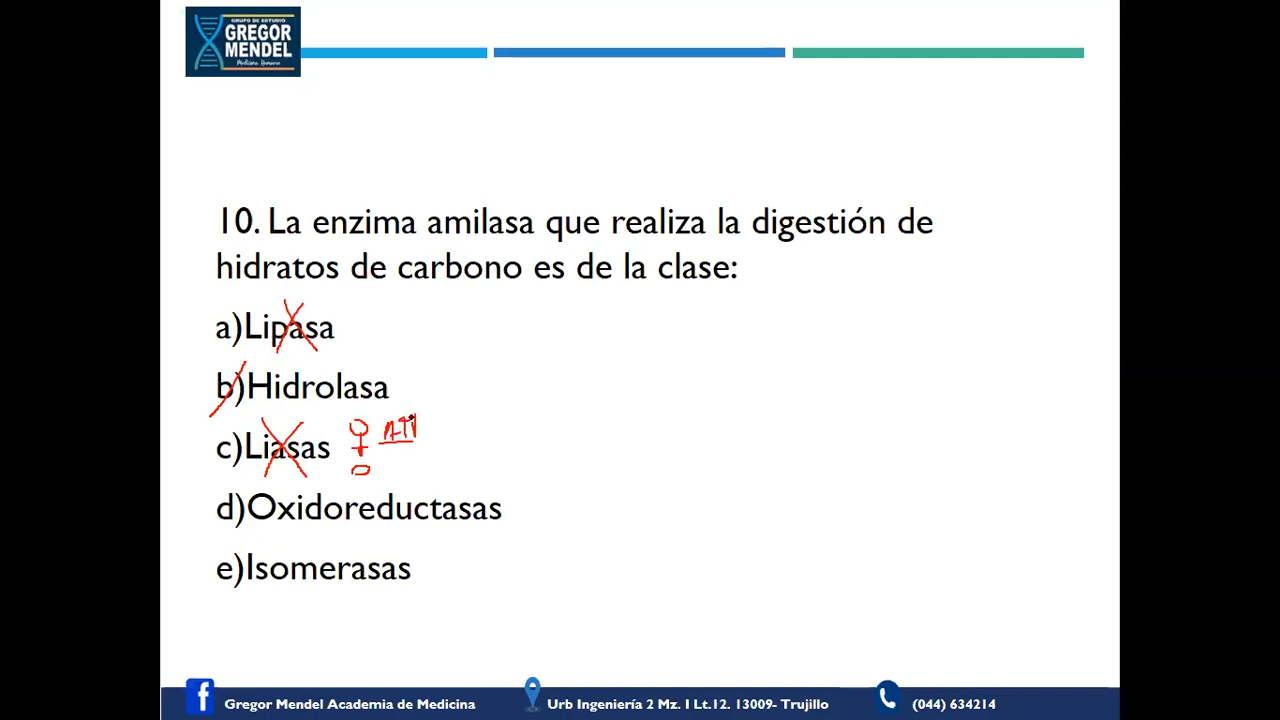 GRUPO DE ESTUDIO
GREGOR
MENDEL
Medicina Humana
10. La enzima amilasa que realiza la digestión de
hidratos de carbono es de la clase:
a)Lipasa
b)Hidrolasa
c)Liasas
d)Oxidoreductasas
e)Isomerasas
Gregor Mendel Academia de Medicina
Urb Ingeniería 2 Mz. I Lt.12. 13009- Trujillo
(044) 634214